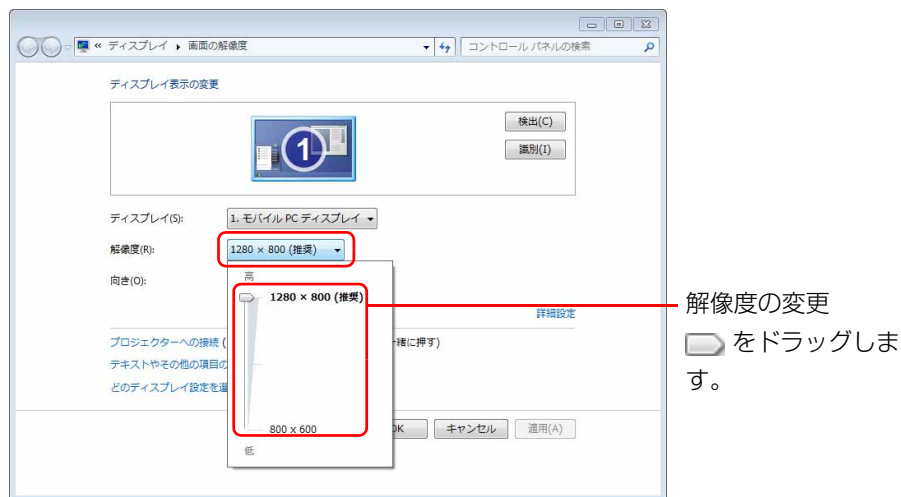 « ディスプレイ ▸ 画面の解像度
コントロール パネルの検索
ディスプレイ表示の変更
1
検出(C)
識別(I)
ディスプレイ(S):
1. モバイル PC ディスプレイ
解像度(R):
1280 × 800 (推奨)
向き(O):
高
1280 × 800 (推奨)
800 x 600
低
詳細設定
プロジェクターへの接続 (
一緒に押す)
テキストやその他の項目の
どのディスプレイ設定を選
OK
キャンセル
適用(A)
解像度の変更
をドラッグしま
す。